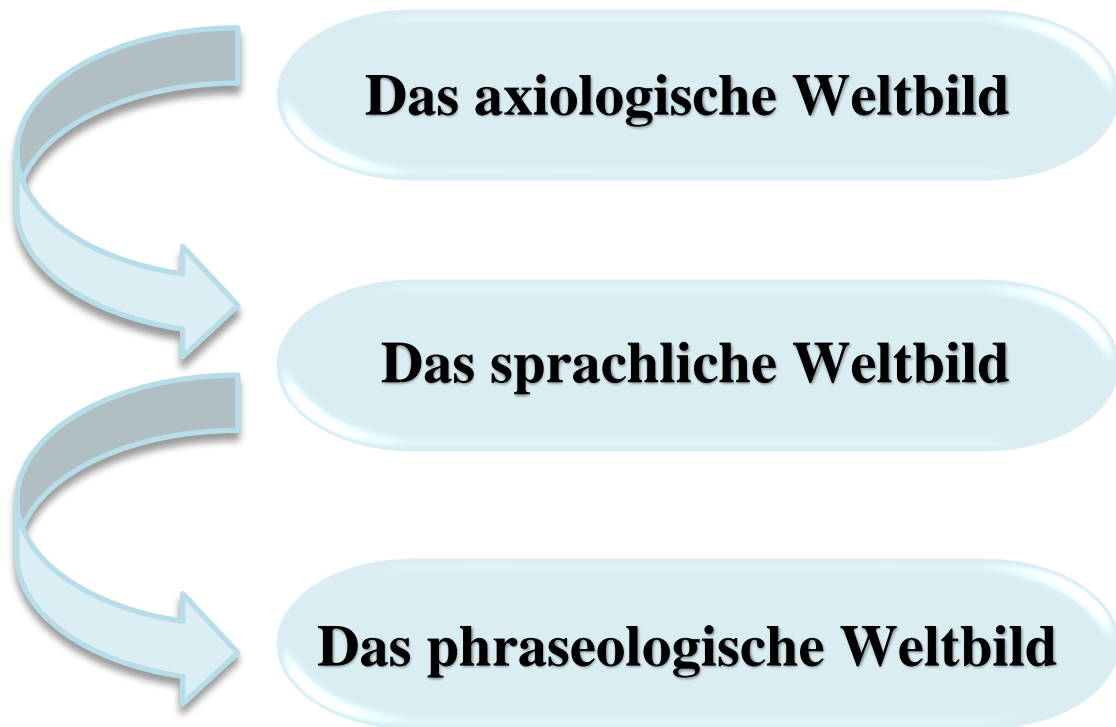 Das axiologische Weltbild
Das sprachliche Weltbild
Das phraseologische Weltbild